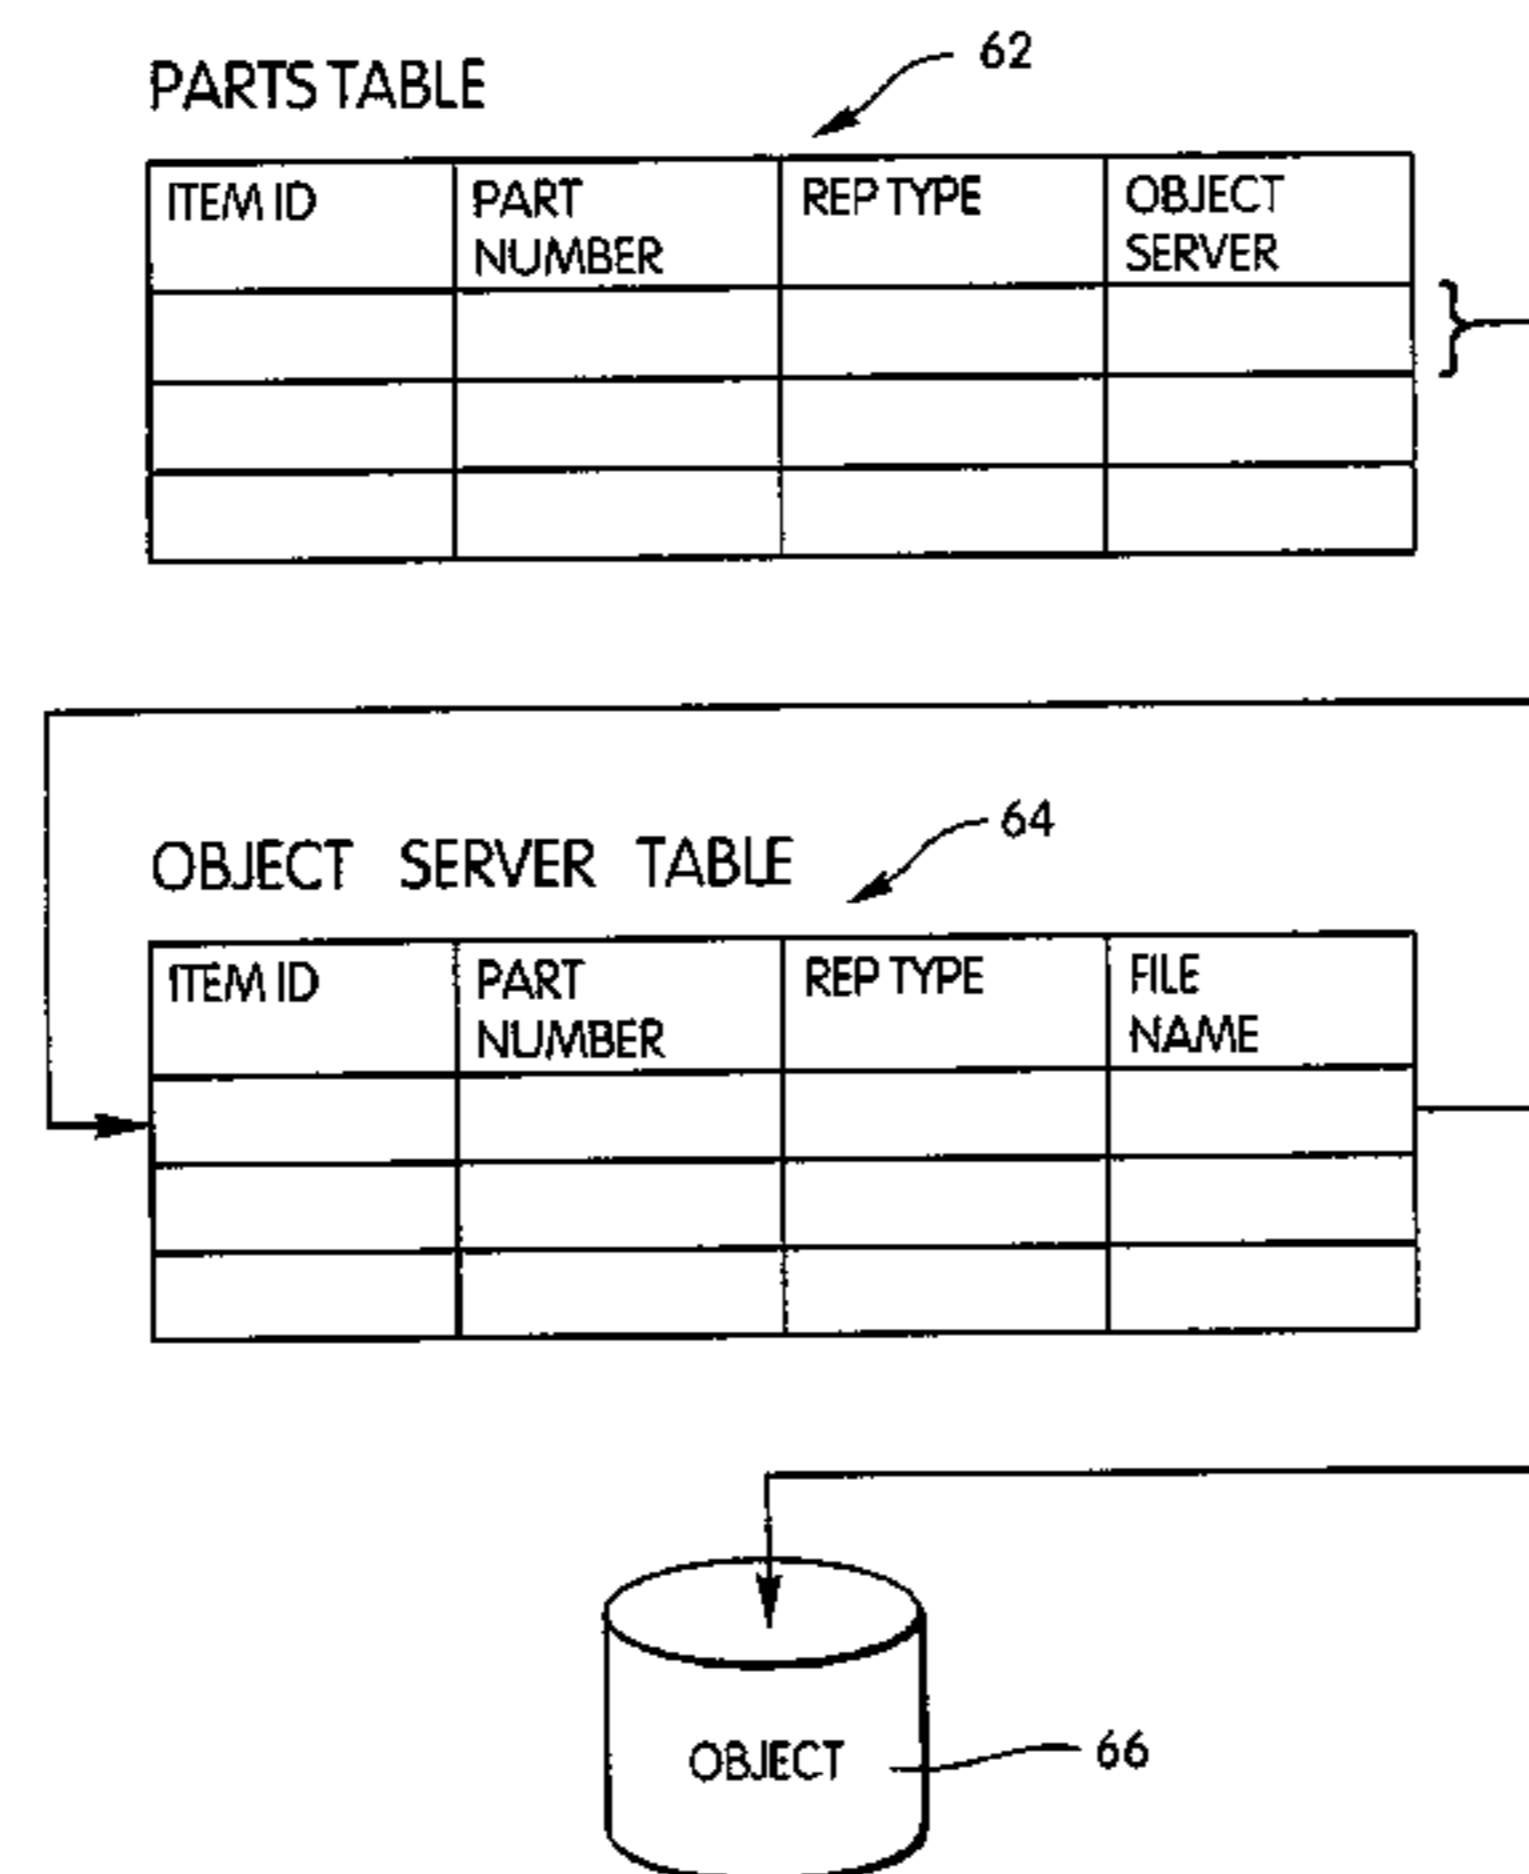 62
PARTS TABLE
ITEM ID PART NUMBER REP TYPE OBJECT SERVER
64
OBJECT SERVER TABLE
ITEM ID PART NUMBER REP TYPE FILE NAME
OBJECT 66